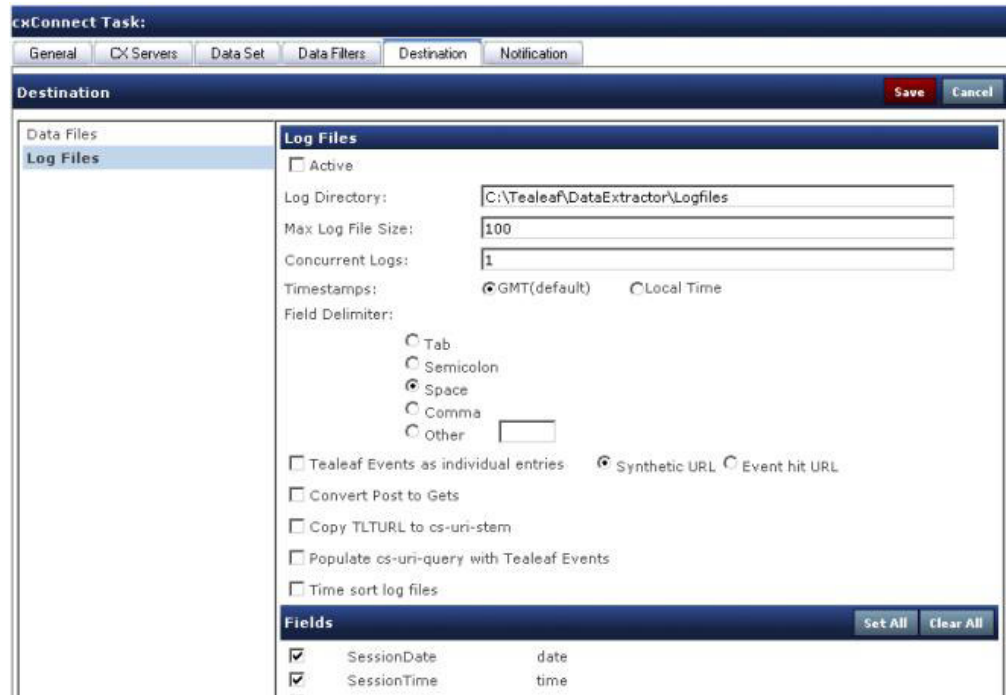 cxConnect Task:
General CX Servers Data Set Data Filters Destination Notification
Destination Save Cancel
Data Files
Log Files
Log Files
Active
Log Directory: C:\Tealeaf\DataExtractor\Logfiles
Max Log File Size: 100
Concurrent Logs: 1
Timestamps: GMT(default) Local Time
Field Delimiter:
Tab
Semicolon
Space
Comma
Other
Tealeaf Events as individual entries Synthetic URL Event hit URL
Convert Post to Gets
Copy TLTURL to cs-uri-stem
Populate cs-uri-query with Tealeaf Events
Time sort log files
Fields Set All Clear All
SessionDate date
SessionTime time